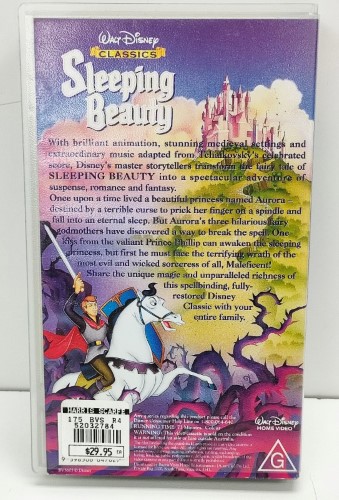 WALT DISNEY
CLASSICS
Sleeping
Beauty
With brilliant animation, stunning medieval settings and
extraordinary music adapted from Tchaikovsky's celebrated
score, Disney's master storytellers transform the fairy tale of
SLEEPING BEAUTY into a spectacular adventure of
suspense, romance and fantasy.
Once upon a time lived a beautiful princess named Aurora -
destined by a terrible curse to prick her finger on a spindle and
fall into an eternal sleep. But Aurora's three hilariously zany
godmothers have discovered a way to break the spell. One
kiss from the valiant Prince Phillip can awaken the sleeping
princess, but first he must face the terrifying wrath of the
most evil and wicked sorceress of all, Maleficent!
Share the unique magic and unparalleled richness of
this spellbinding, fully-
restored Disney
Classic with your
entire family.
HARRIS SCARFE
175 BVS R4
52032784
$29.95
RUNNING TIME: 72 Minutes
WALT DISNEY
HOME VIDEO
G